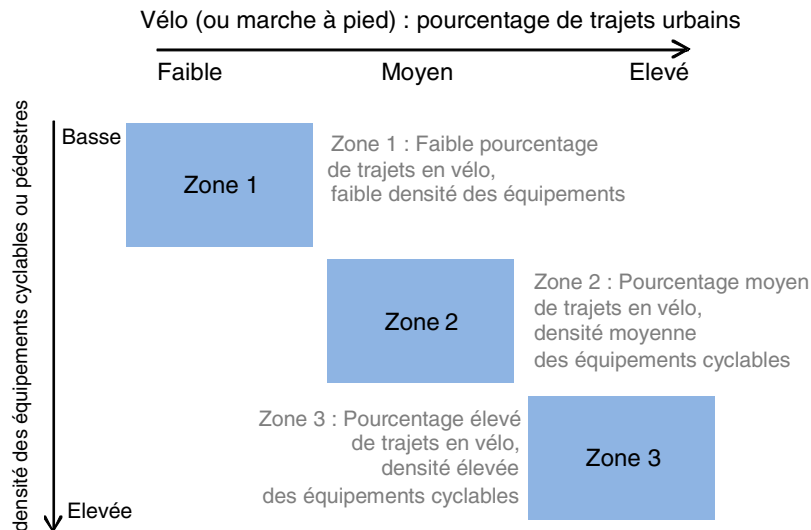 Vélo (ou marche à pied) : pourcentage de trajets urbains
Faible
Moyen
Elevé
densité des équipements cyclables ou pédestres
Basse
Elevée
Zone 1
Zone 1 : Faible pourcentage
de trajets en vélo,
faible densité des équipements
Zone 2
Zone 2 : Pourcentage moyen
de trajets en vélo,
densité moyenne
des équipements cyclables
Zone 3 : Pourcentage élevé
de trajets en vélo,
densité élevée
des équipements cyclables
Zone 3